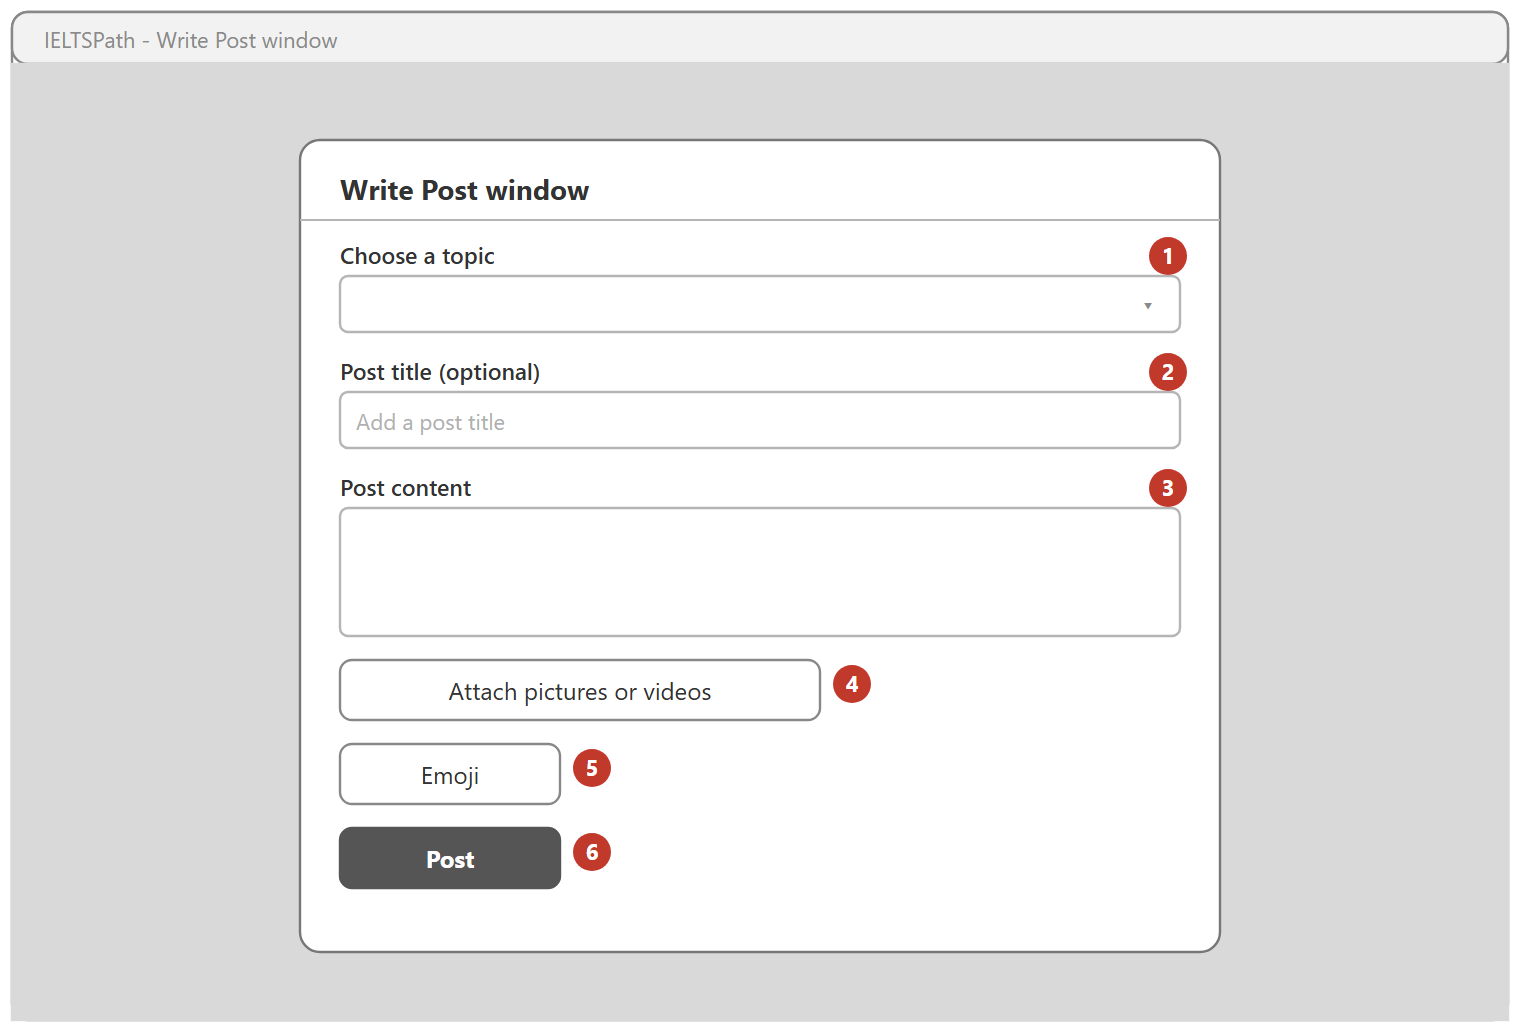 IELTSPath - Write Post window
Write Post window
Choose a topic
1
Post title (optional)
2
Add a post title
Post content
3
Attach pictures or videos
4
Emoji
5
Post
6